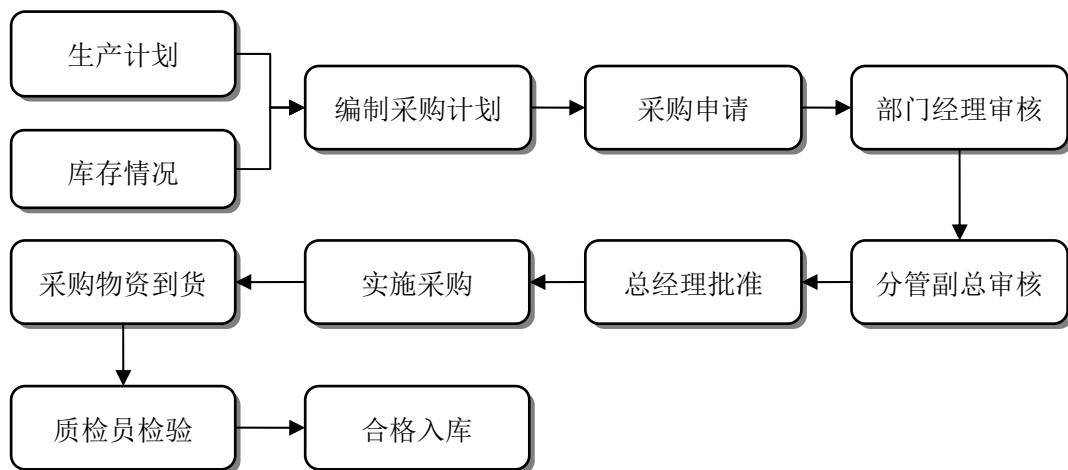 生产计划
库存情况
编制采购计划
采购申请
部门经理审核
分管副总审核
总经理批准
实施采购
采购物资到货
质检员检验
合格入库